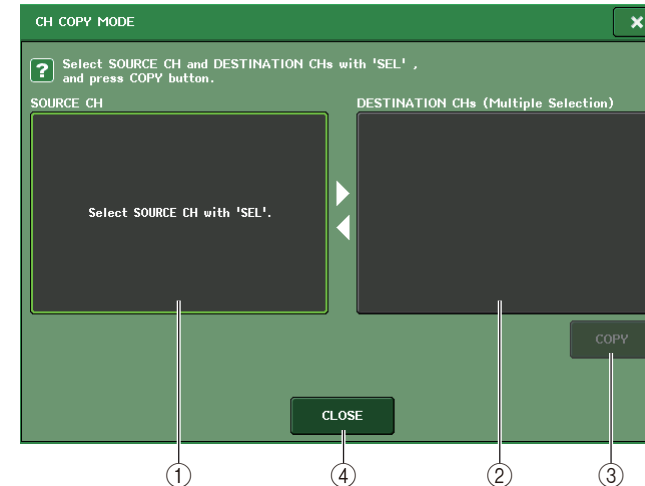 CH COPY MODE
×
? Select SOURCE CH and DESTINATION CHs with 'SEL' ,
and press COPY button.
SOURCE CH
DESTINATION CHs (Multiple Selection)
Select SOURCE CH with 'SEL'.
COPY
CLOSE
① ④ ② ③